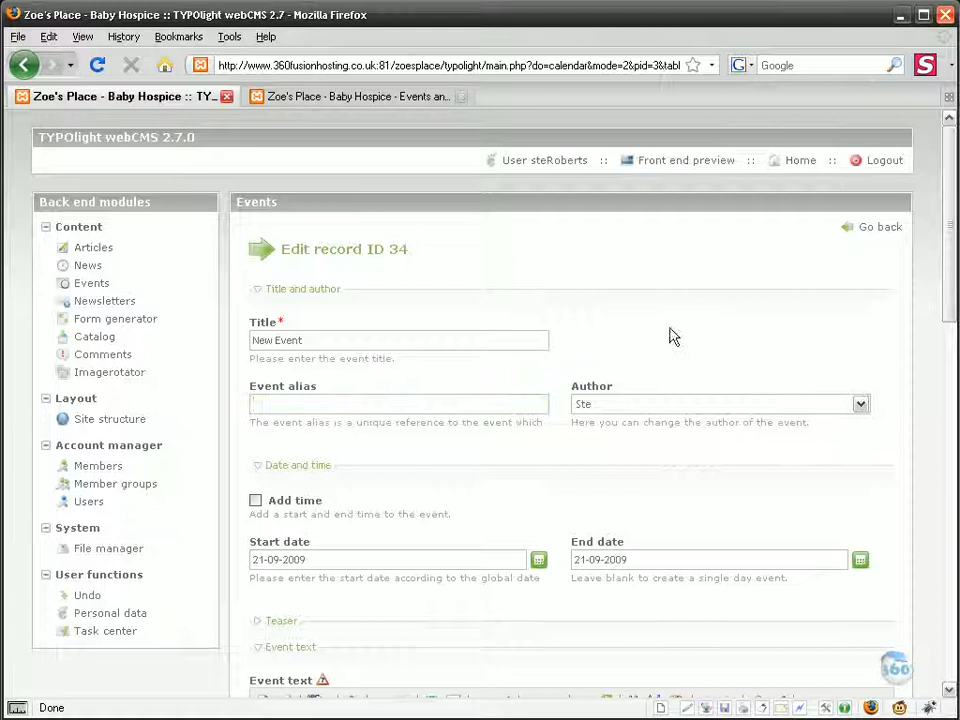 Zoe's Place - Baby Hospice :: TYPOlight webCMS 2.7 - Mozilla Firefox
File Edit View History Bookmarks Tools Help
http://www.360fusionhosting.co.uk:81/zoesplace/typolight/main.php?do=calendar&mode=2&pid=3&tabl
Google
Zoe's Place - Baby Hospice :: TY...
Zoe's Place - Baby Hospice - Events an...
TYPOlight webCMS 2.7.0
User steRoberts :: Front end preview :: Home :: Logout
Back end modules
Content
Articles
News
Events
Newsletters
Form generator
Catalog
Comments
Imagerotator
Layout
Site structure
Account manager
Members
Member groups
Users
System
File manager
User functions
Undo
Personal data
Task center
Events
Go back
Edit record ID 34
Title and author
Title*
New Event
Please enter the event title.
Event alias
The event alias is a unique reference to the event which
Author
Ste
Here you can change the author of the event.
Date and time
Add time
Add a start and end time to the event.
Start date
21-09-2009
Please enter the start date according to the global date
End date
21-09-2009
Leave blank to create a single day event.
Teaser
Event text
Event text
360
Done